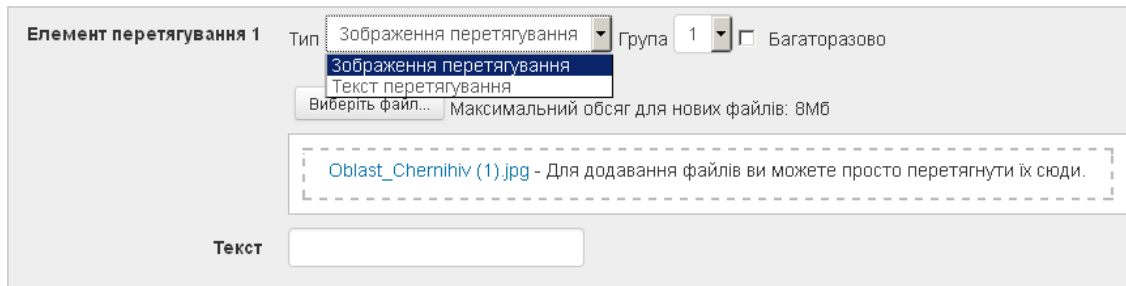 Елемент перетягування 1 Тип Зображення перетягування Група 1 Багаторазово
Зображення перетягування
Текст перетягування
Виберіть файл... Максимальний обсяг для нових файлів: 8Мб
Oblast_Chernihiv (1).jpg - Для додавання файлів ви можете просто перетягнути їх сюди.
Текст